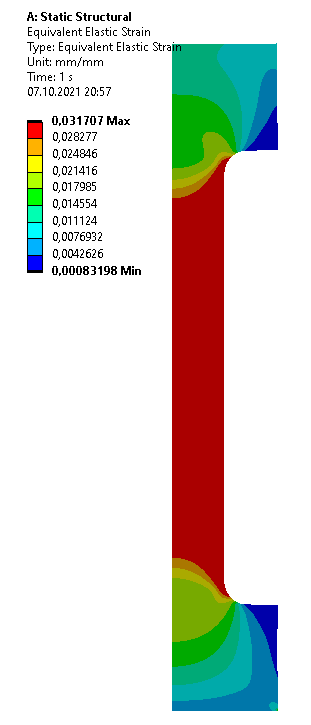 A: Static Structural
Equivalent Elastic Strain
Type: Equivalent Elastic Strain
Unit: mm/mm
Time: 1 s
07.10.2021 20:57
0,031707 Max
0,028277
0,024846
0,021416
0,017985
0,014554
0,011124
0,0076932
0,0042626
0,00083198 Min